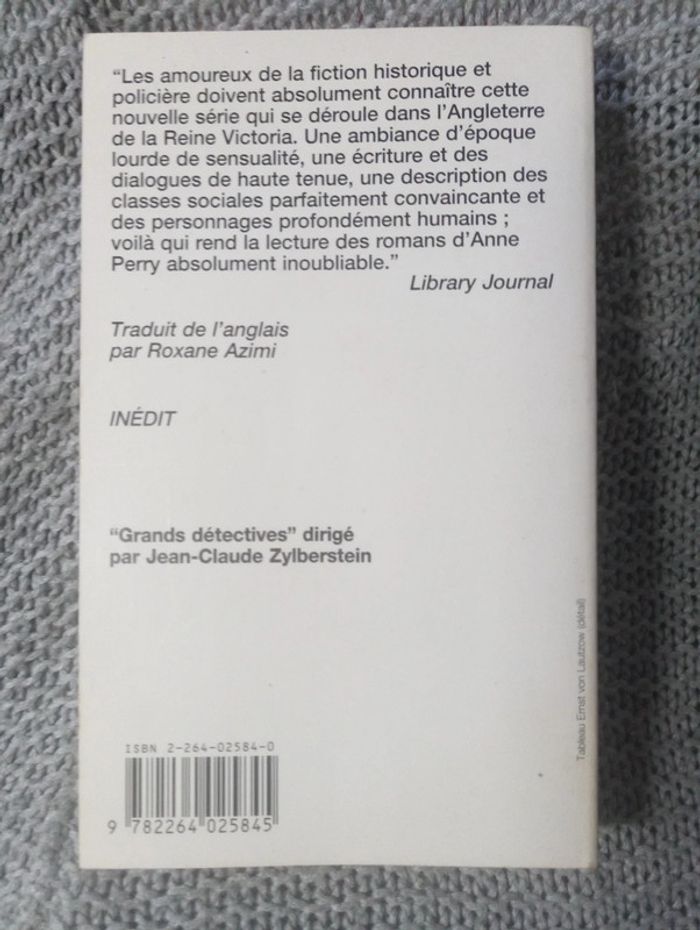 “Les amoureux de la fiction historique et
policière doivent absolument connaître cette
nouvelle série qui se déroule dans l’Angleterre
de la Reine Victoria. Une ambiance d’époque
lourde de sensualité, une écriture et des
dialogues de haute tenue, une description des
classes sociales parfaitement convaincante et
des personnages profondément humains ;
voilà qui rend la lecture des romans d’Anne
Perry absolument inoubliable.”
Library Journal
Traduit de l’anglais
par Roxane Azimi
INÉDIT
“Grands détectives” dirigé
par Jean-Claude Zylberstein
Tableau Ernst von Lautzow (détail)
ISBN 2-264-02584-0
9 782264 025845